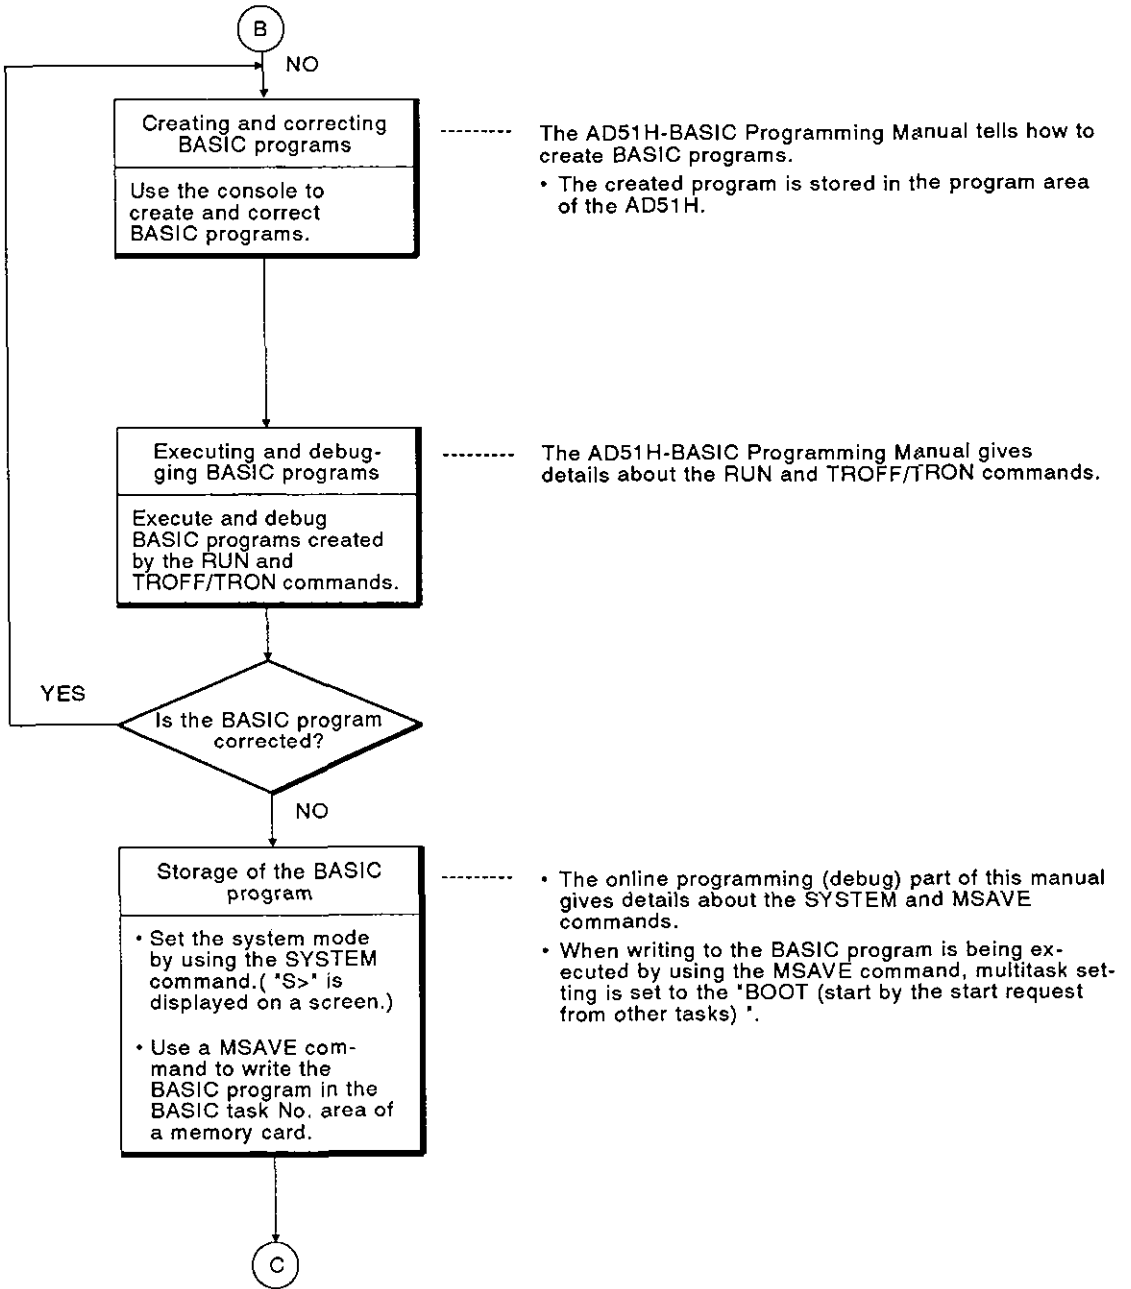 B
NO
Creating and correcting
BASIC programs
Use the console to
create and correct
BASIC programs.
The AD51H-BASIC Programming Manual tells how to
create BASIC programs.
• The created program is stored in the program area
of the AD51H.
Executing and debug-
ging BASIC programs
Execute and debug
BASIC programs created
by the RUN and
TROFF/TRON commands.
The AD51H-BASIC Programming Manual gives
details about the RUN and TROFF/TRON commands.
YES
Is the BASIC program
corrected?
NO
Storage of the BASIC
program
• Set the system mode
by using the SYSTEM
command.( "S>" is
displayed on a screen.)
• Use a MSAVE com-
mand to write the
BASIC program in the
BASIC task No. area of
a memory card.
• The online programming (debug) part of this manual
gives details about the SYSTEM and MSAVE
commands.
• When writing to the BASIC program is being ex-
ecuted by using the MSAVE command, multitask set-
ting is set to the "BOOT (start by the start request
from other tasks) ".
C